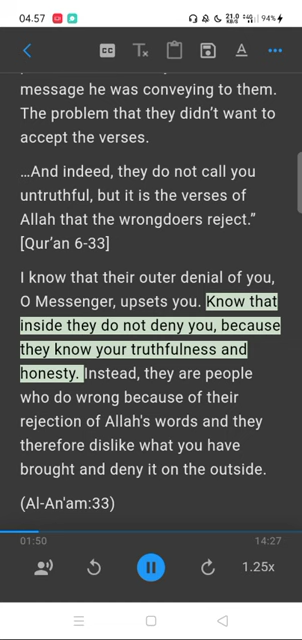 04.57
21.0
KB/S
94%
CC
message he was conveying to them.
The problem that they didn't want to
accept the verses.
…And indeed, they do not call you
untruthful, but it is the verses of
Allah that the wrongdoers reject.”
[Qur'an 6-33]
I know that their outer denial of you,
O Messenger, upsets you. Know that
inside they do not deny you, because
they know your truthfulness and
honesty. Instead, they are people
who do wrong because of their
rejection of Allah's words and they
therefore dislike what you have
brought and deny it on the outside.
(Al-An'am:33)
01:50
14:27
1.25x